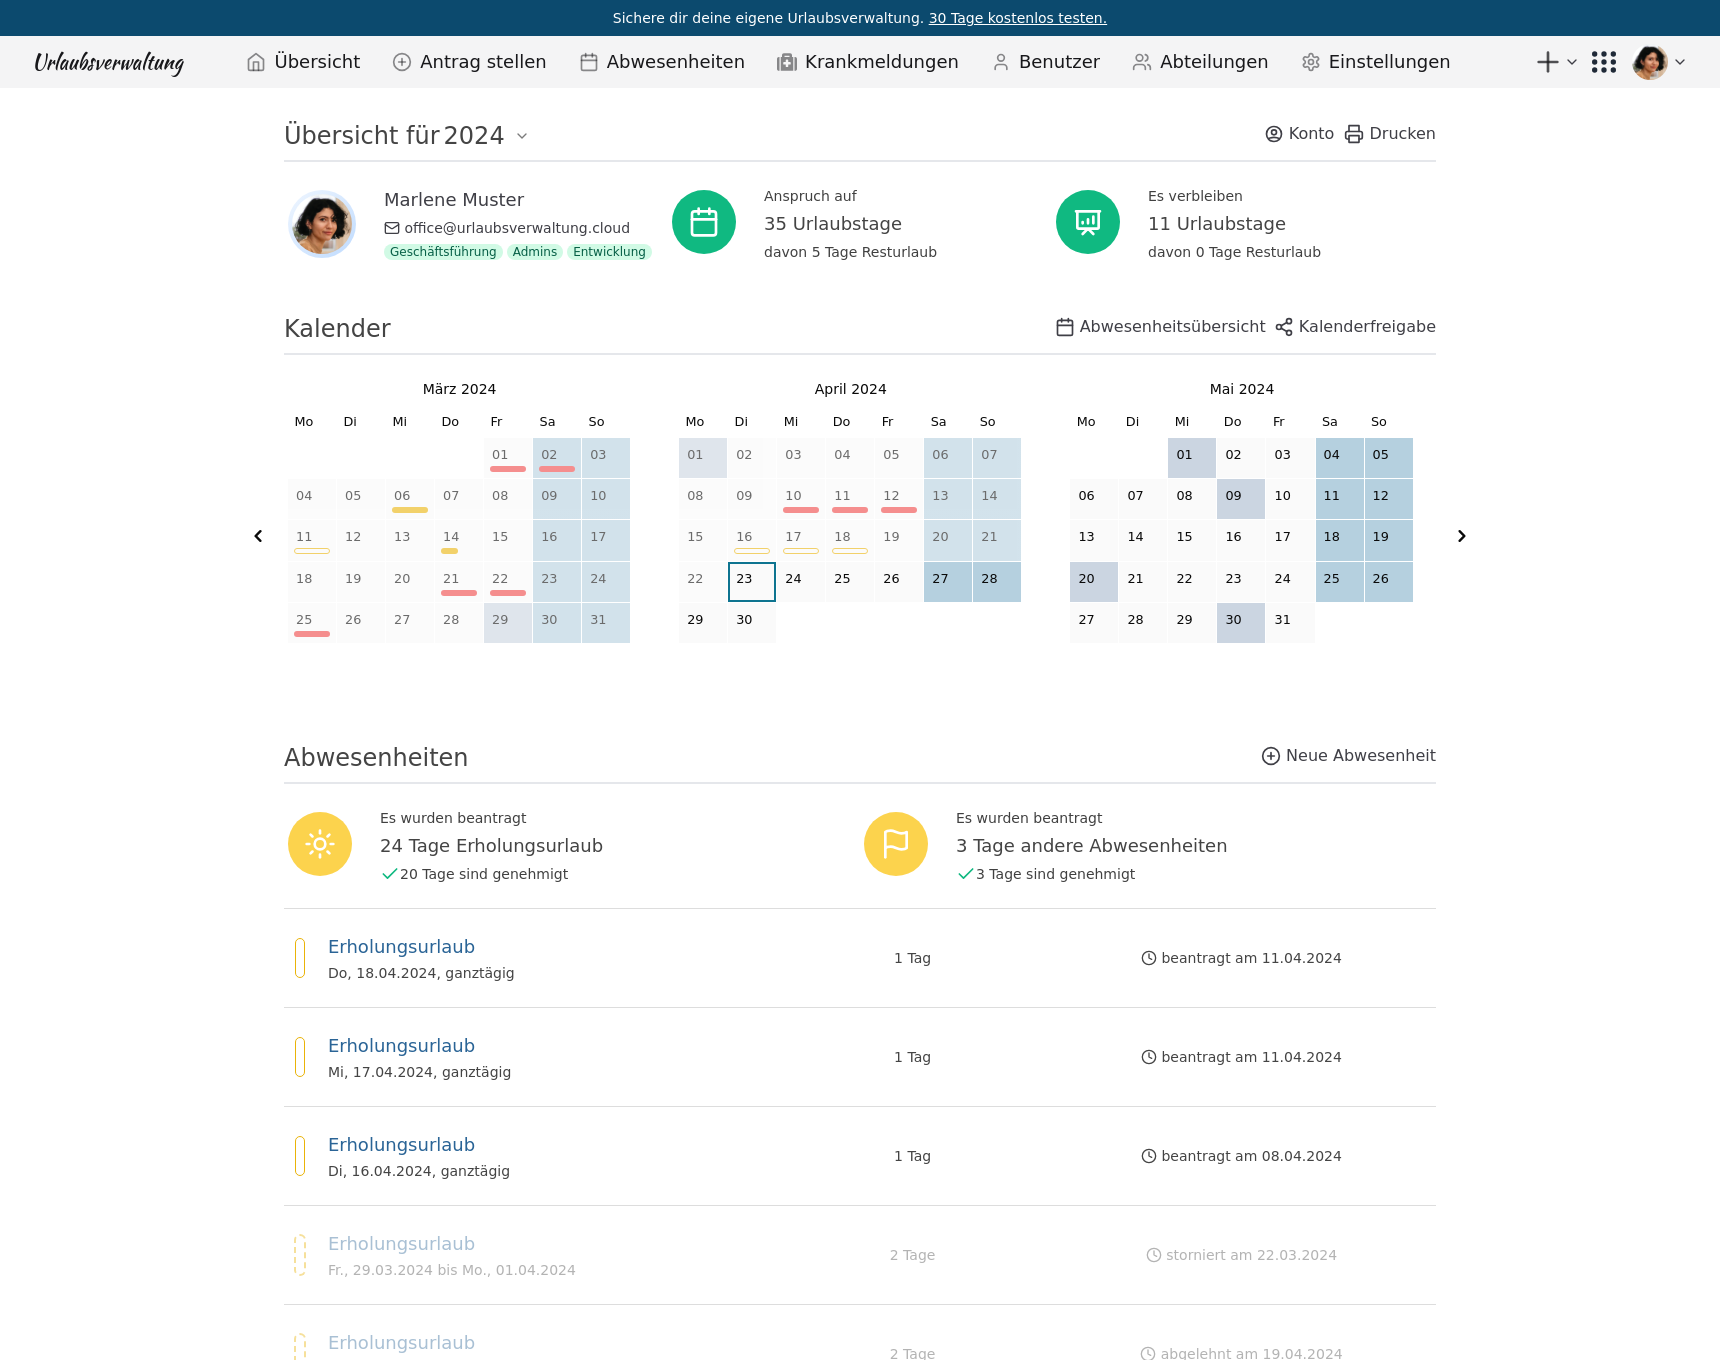 Sichere dir deine eigene Urlaubsverwaltung. 30 Tage kostenlos testen.
Urlaubsverwaltung Übersicht Antrag stellen Abwesenheiten Krankmeldungen Benutzer Abteilungen Einstellungen
Übersicht für 2024 Konto Drucken
Marlene Muster
office@urlaubsverwaltung.cloud
Geschäftsführung Admins Entwicklung
Anspruch auf
35 Urlaubstage
davon 5 Tage Resturlaub
Es verbleiben
11 Urlaubstage
davon 0 Tage Resturlaub
Kalender Abwesenheitsübersicht Kalenderfreigabe
März 2024
Mo Di Mi Do Fr Sa So
01 02 03
04 05 06 07 08 09 10
11 12 13 14 15 16 17
18 19 20 21 22 23 24
25 26 27 28 29 30 31
April 2024
Mo Di Mi Do Fr Sa So
01 02 03 04 05 06 07
08 09 10 11 12 13 14
15 16 17 18 19 20 21
22 23 24 25 26 27 28
29 30
Mai 2024
Mo Di Mi Do Fr Sa So
01 02 03 04 05
06 07 08 09 10 11 12
13 14 15 16 17 18 19
20 21 22 23 24 25 26
27 28 29 30 31
Abwesenheiten Neue Abwesenheit
Es wurden beantragt
24 Tage Erholungsurlaub
20 Tage sind genehmigt
Es wurden beantragt
3 Tage andere Abwesenheiten
3 Tage sind genehmigt
Erholungsurlaub
Do, 18.04.2024, ganztägig
1 Tag
beantragt am 11.04.2024
Erholungsurlaub
Mi, 17.04.2024, ganztägig
1 Tag
beantragt am 11.04.2024
Erholungsurlaub
Di, 16.04.2024, ganztägig
1 Tag
beantragt am 08.04.2024
Erholungsurlaub
Fr., 29.03.2024 bis Mo., 01.04.2024
2 Tage
storniert am 22.03.2024
Erholungsurlaub
2 Tage
abgelehnt am 19.04.2024